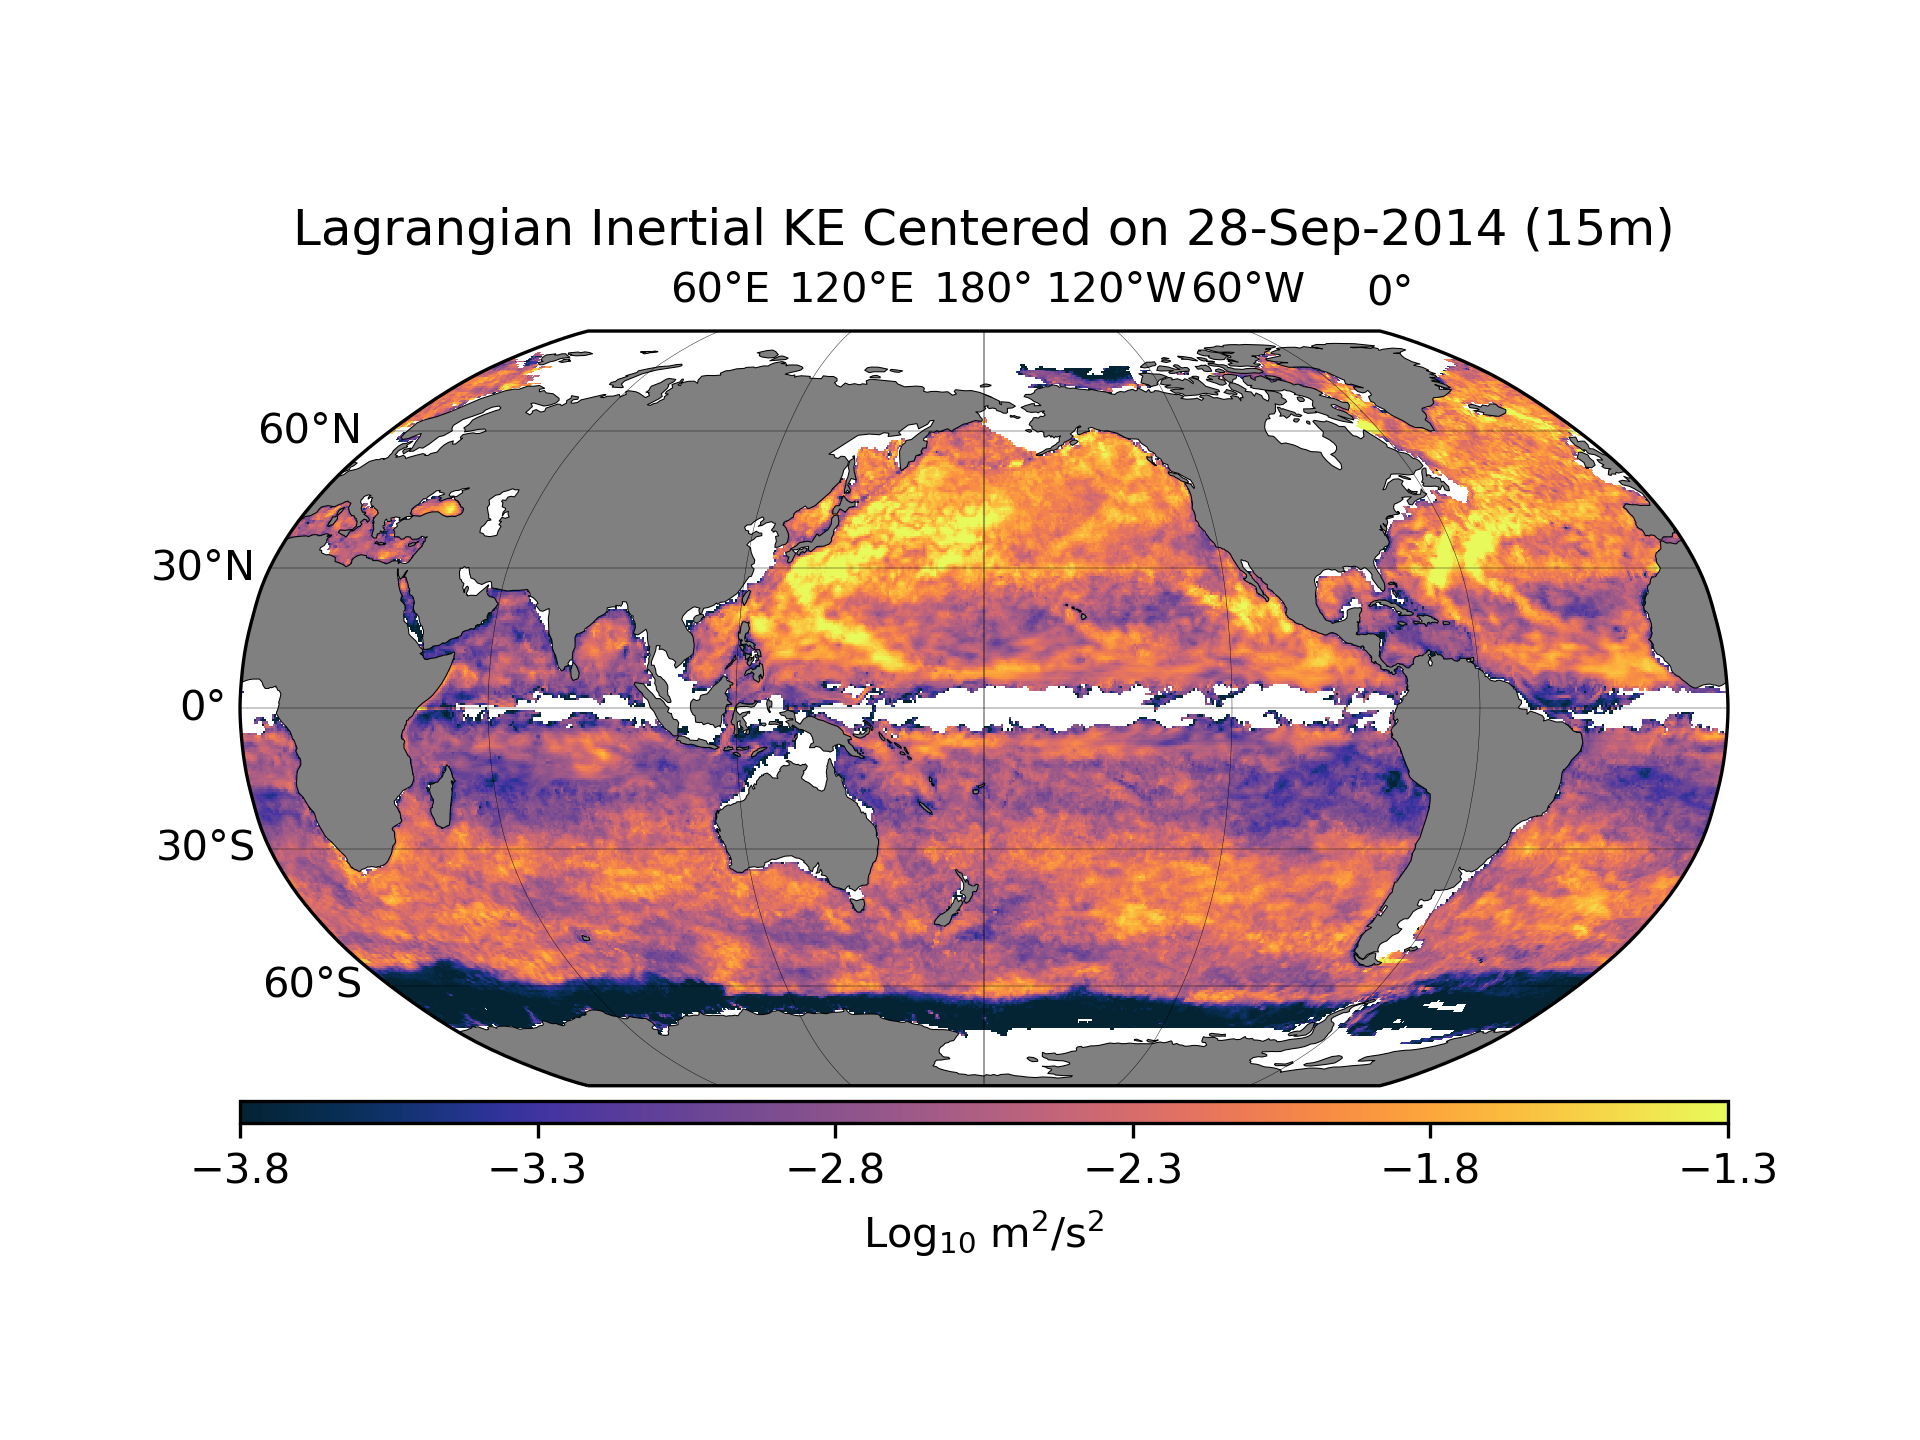 Lagrangian Inertial KE Centered on 28-Sep-2014 (15m)
60°E 120°E 180° 120°W 60°W 0°
60°N
30°N
0°
30°S
60°S
−3.8 −3.3 −2.8 −2.3 −1.8 −1.3
Log₁₀ m²/s²